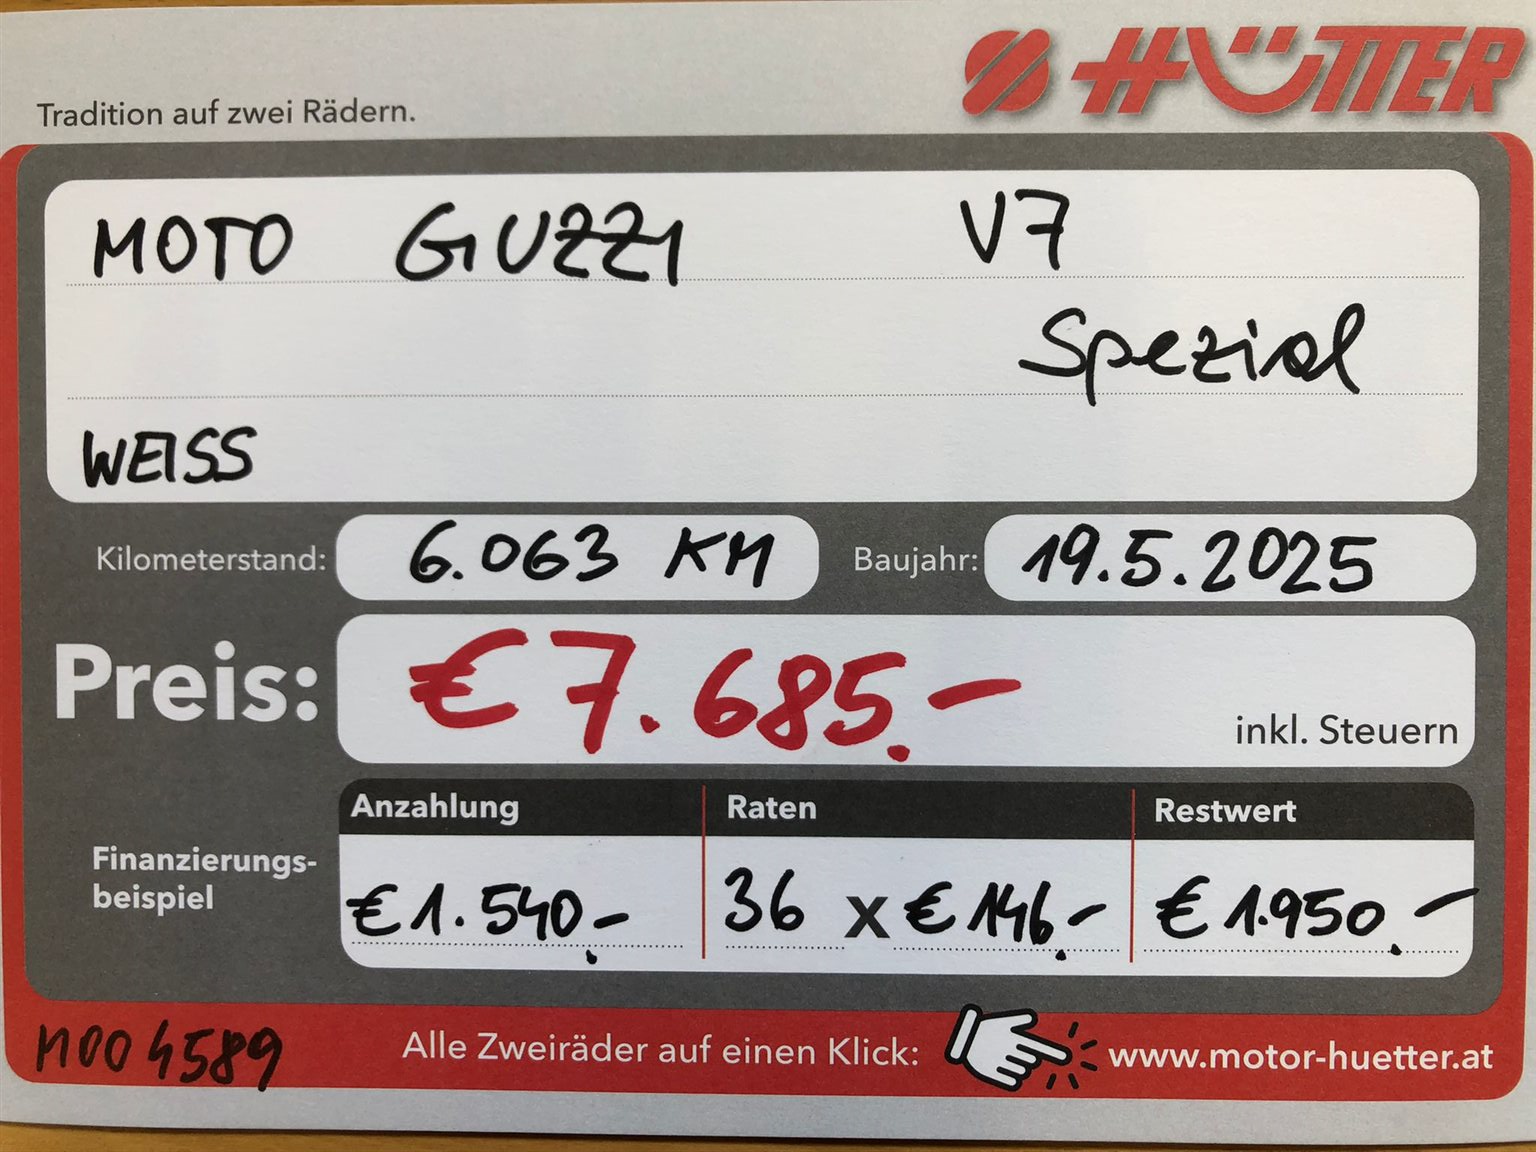 HÜTTER
Tradition auf zwei Rädern.
MOTO GUZZI V7
Spezial
WEISS
Kilometerstand: 6.063 KM Baujahr: 19.5.2025
Preis: €7.685.- inkl. Steuern
Anzahlung Raten Restwert
Finanzierungs-
beispiel
€1.540.- 36 x €146.- €1.950.-
M004589 Alle Zweiräder auf einen Klick: www.motor-huetter.at